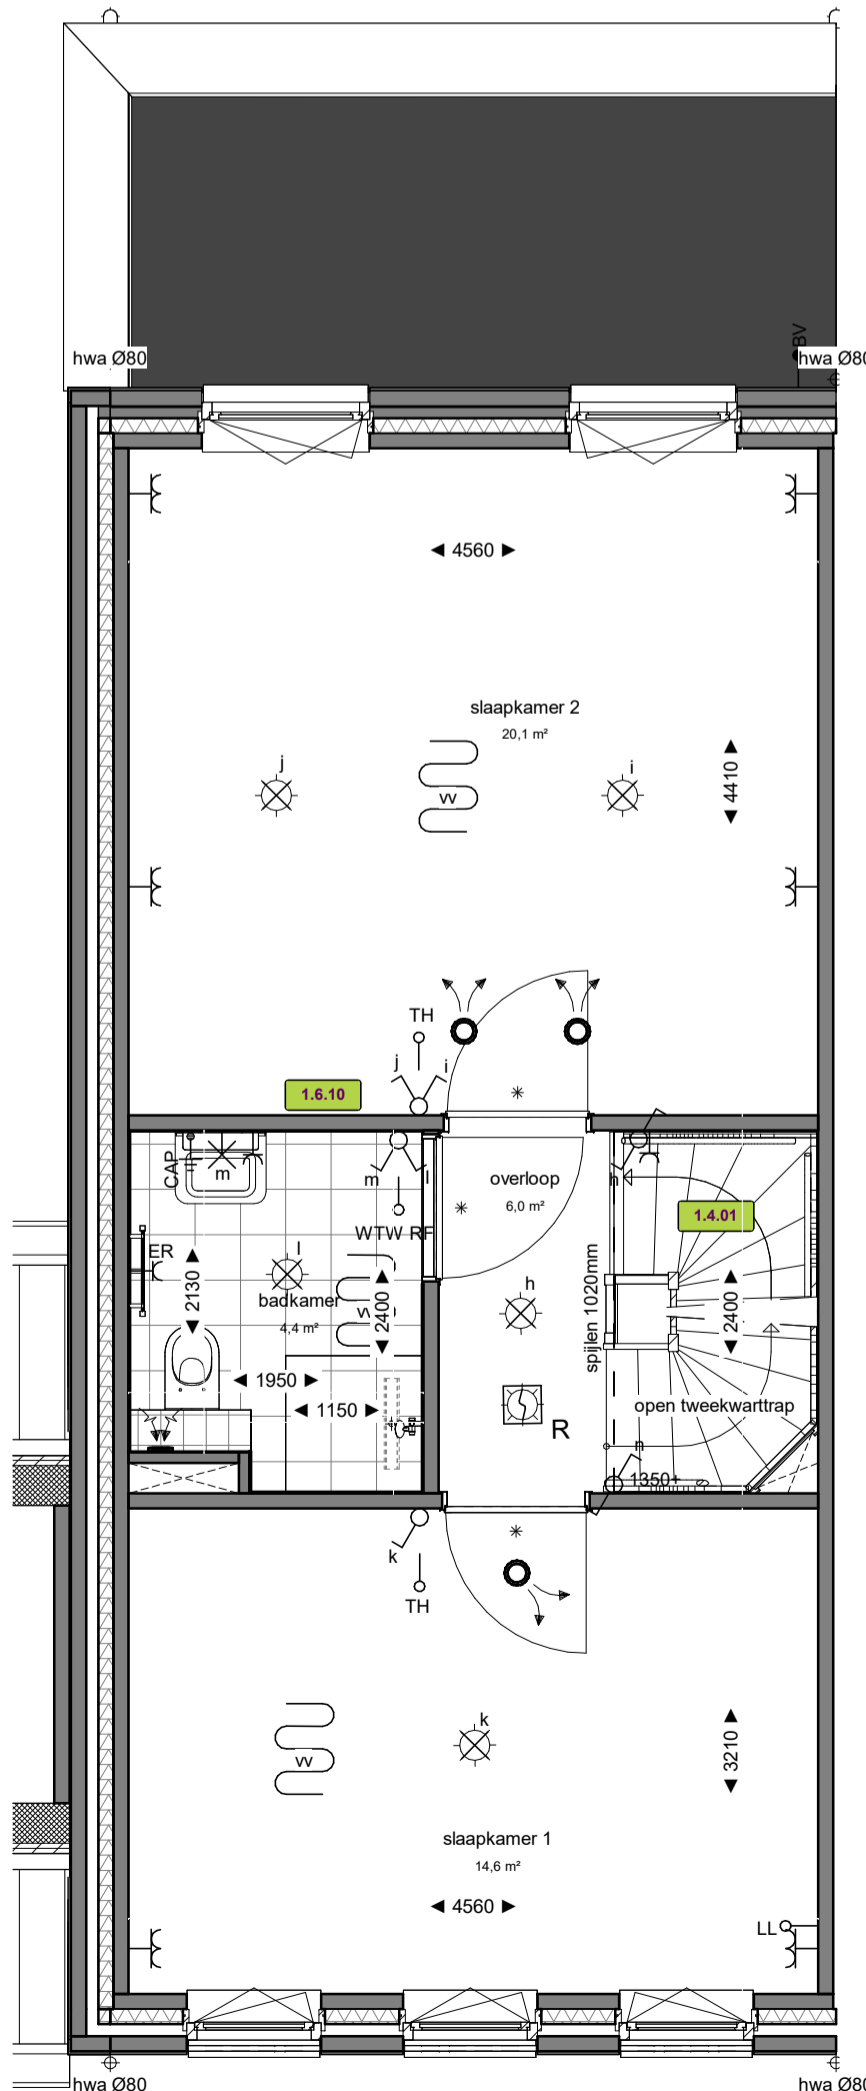 BV
hwa Ø80
hwa Ø80
4560
slaapkamer 2
20,1 m²
j
i
vv
4410
TH
j
i
1.6.10
CAP
m
m
l
WTW RF
overloop
6,0 m²
h
1.4.01
ER
l
2130
badkamer
4,4 m²
vv
2400
h
spijlen 1020mm
2400
1950
1150
open tweekwarttrap
R
n
1350+
k
TH
k
vv
3210
slaapkamer 1
14,6 m²
4560
LL
hwa Ø80
hwa Ø80